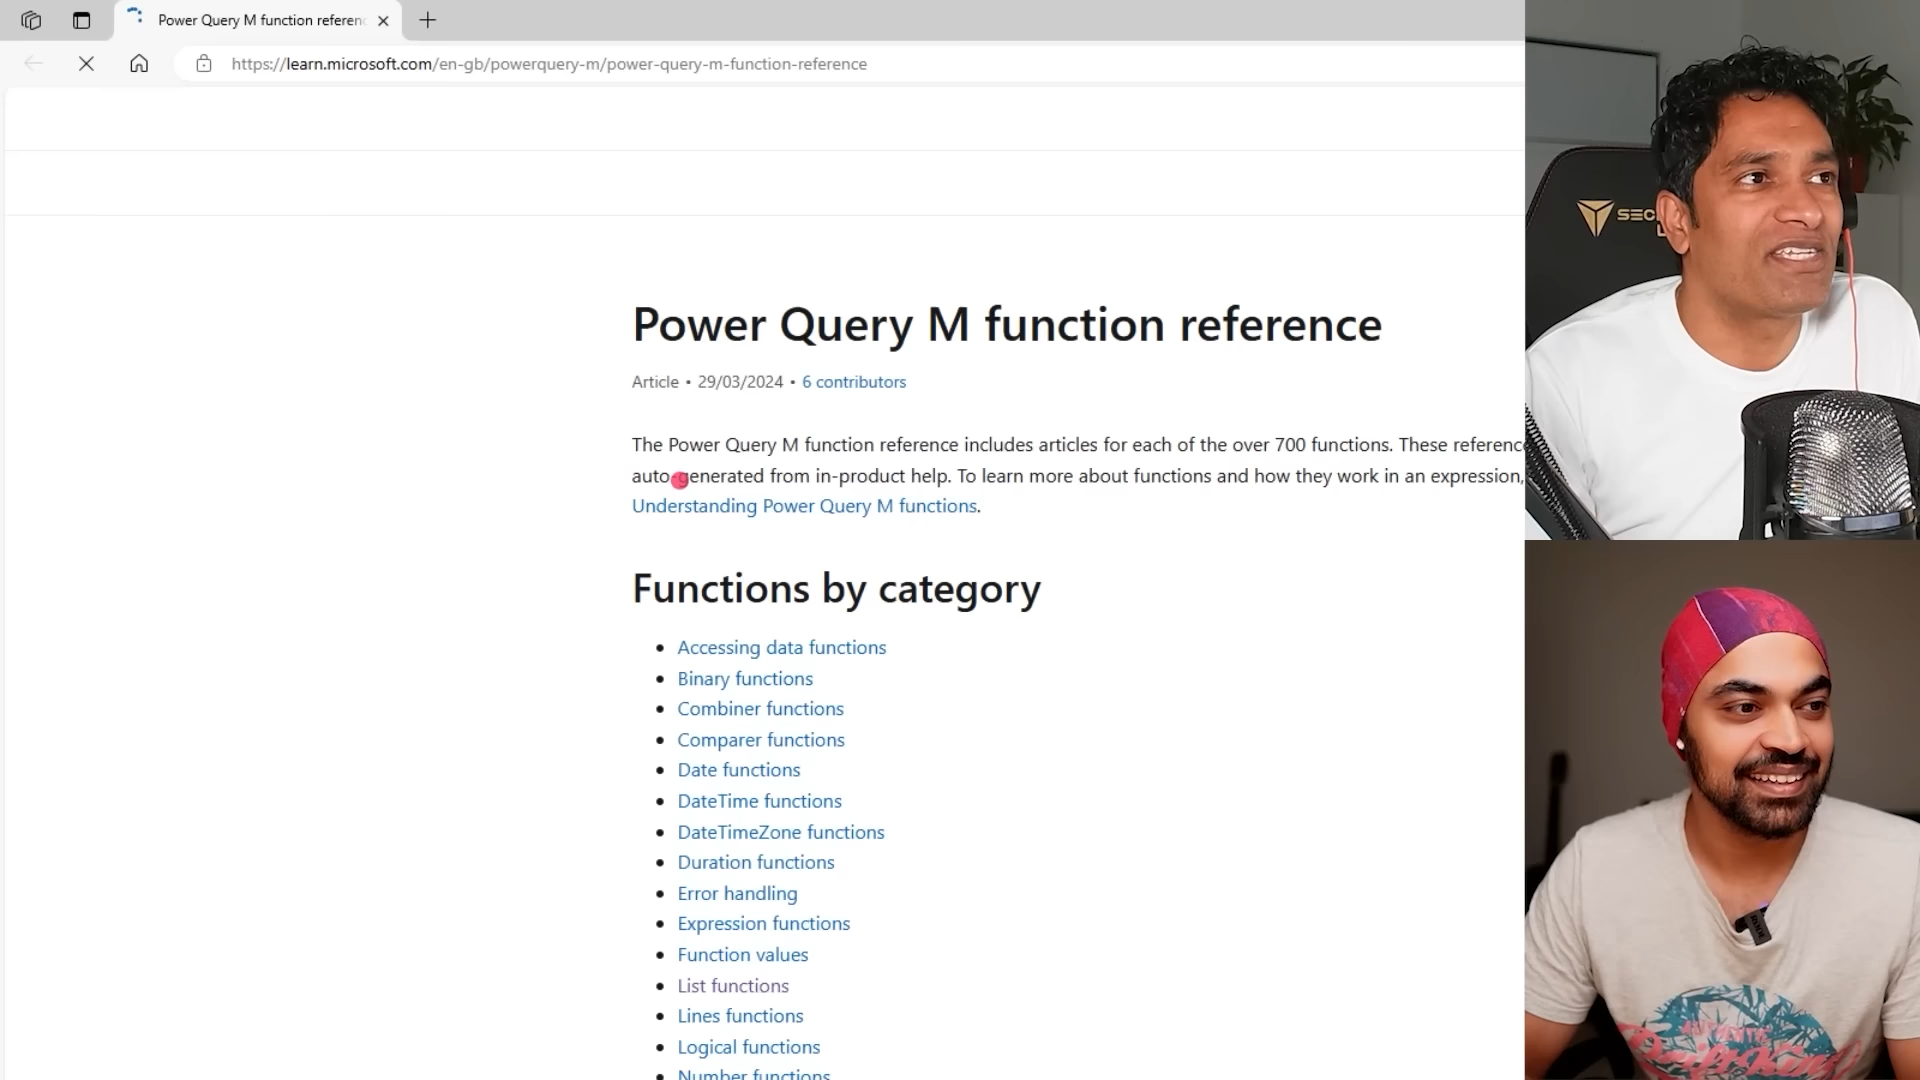 Power Query M function referen
https://learn.microsoft.com/en-gb/powerquery-m/power-query-m-function-reference
Power Query M function reference
Article • 29/03/2024 • 6 contributors
The Power Query M function reference includes articles for each of the over 700 functions. These reference
auto-generated from in-product help. To learn more about functions and how they work in an expression,
Understanding Power Query M functions.
Functions by category
• Accessing data functions
• Binary functions
• Combiner functions
• Comparer functions
• Date functions
• DateTime functions
• DateTimeZone functions
• Duration functions
• Error handling
• Expression functions
• Function values
• List functions
• Lines functions
• Logical functions
Number functions
SEC
AUTHENTIC